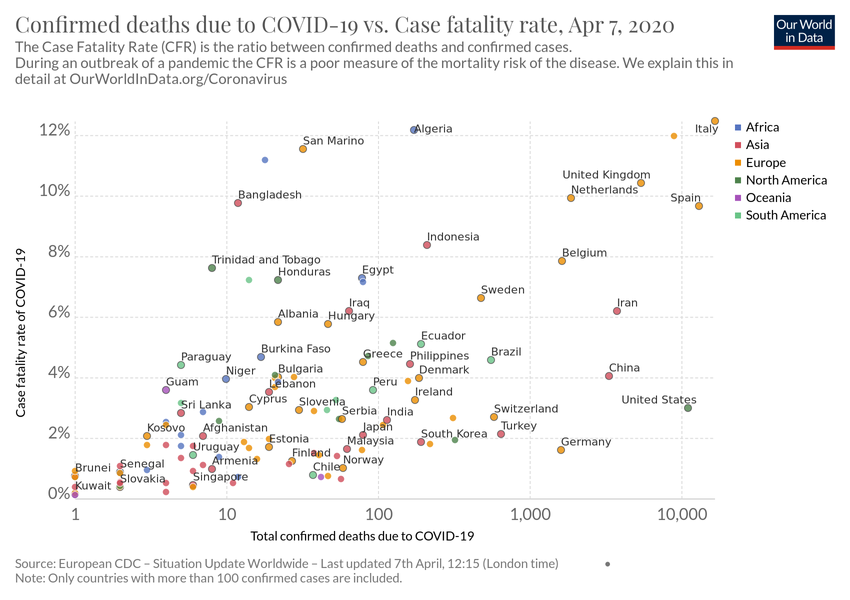 Confirmed deaths due to COVID-19 vs. Case fatality rate, Apr 7, 2020
Our World
in Data
The Case Fatality Rate (CFR) is the ratio between confirmed deaths and confirmed cases.
During an outbreak of a pandemic the CFR is a poor measure of the mortality risk of the disease. We explain this in
detail at OurWorldInData.org/Coronavirus
12%
10%
8%
6%
4%
2%
0%
Case fatality rate of COVID-19
Italy
Algeria
San Marino
United Kingdom
Netherlands
Spain
Bangladesh
Indonesia
Belgium
Trinidad and Tobago
Honduras
Egypt
Sweden
Iraq
Iran
Albania
Hungary
Ecuador
Burkina Faso
Greece
Philippines
Brazil
Paraguay
Bulgaria
Denmark
China
Niger
Guam
Lebanon
Peru
Ireland
United States
Sri Lanka
Cyprus
Slovenia
Serbia
India
Switzerland
Kosovo
Afghanistan
Japan
South Korea
Turkey
Estonia
Malaysia
Germany
Uruguay
Finland
Norway
Brunei
Senegal
Armenia
Chile
Kuwait
Slovakia
Singapore
1
10
100
1,000
10,000
Total confirmed deaths due to COVID-19
Africa
Asia
Europe
North America
Oceania
South America
Source: European CDC – Situation Update Worldwide – Last updated 7th April, 12:15 (London time)
Note: Only countries with more than 100 confirmed cases are included.